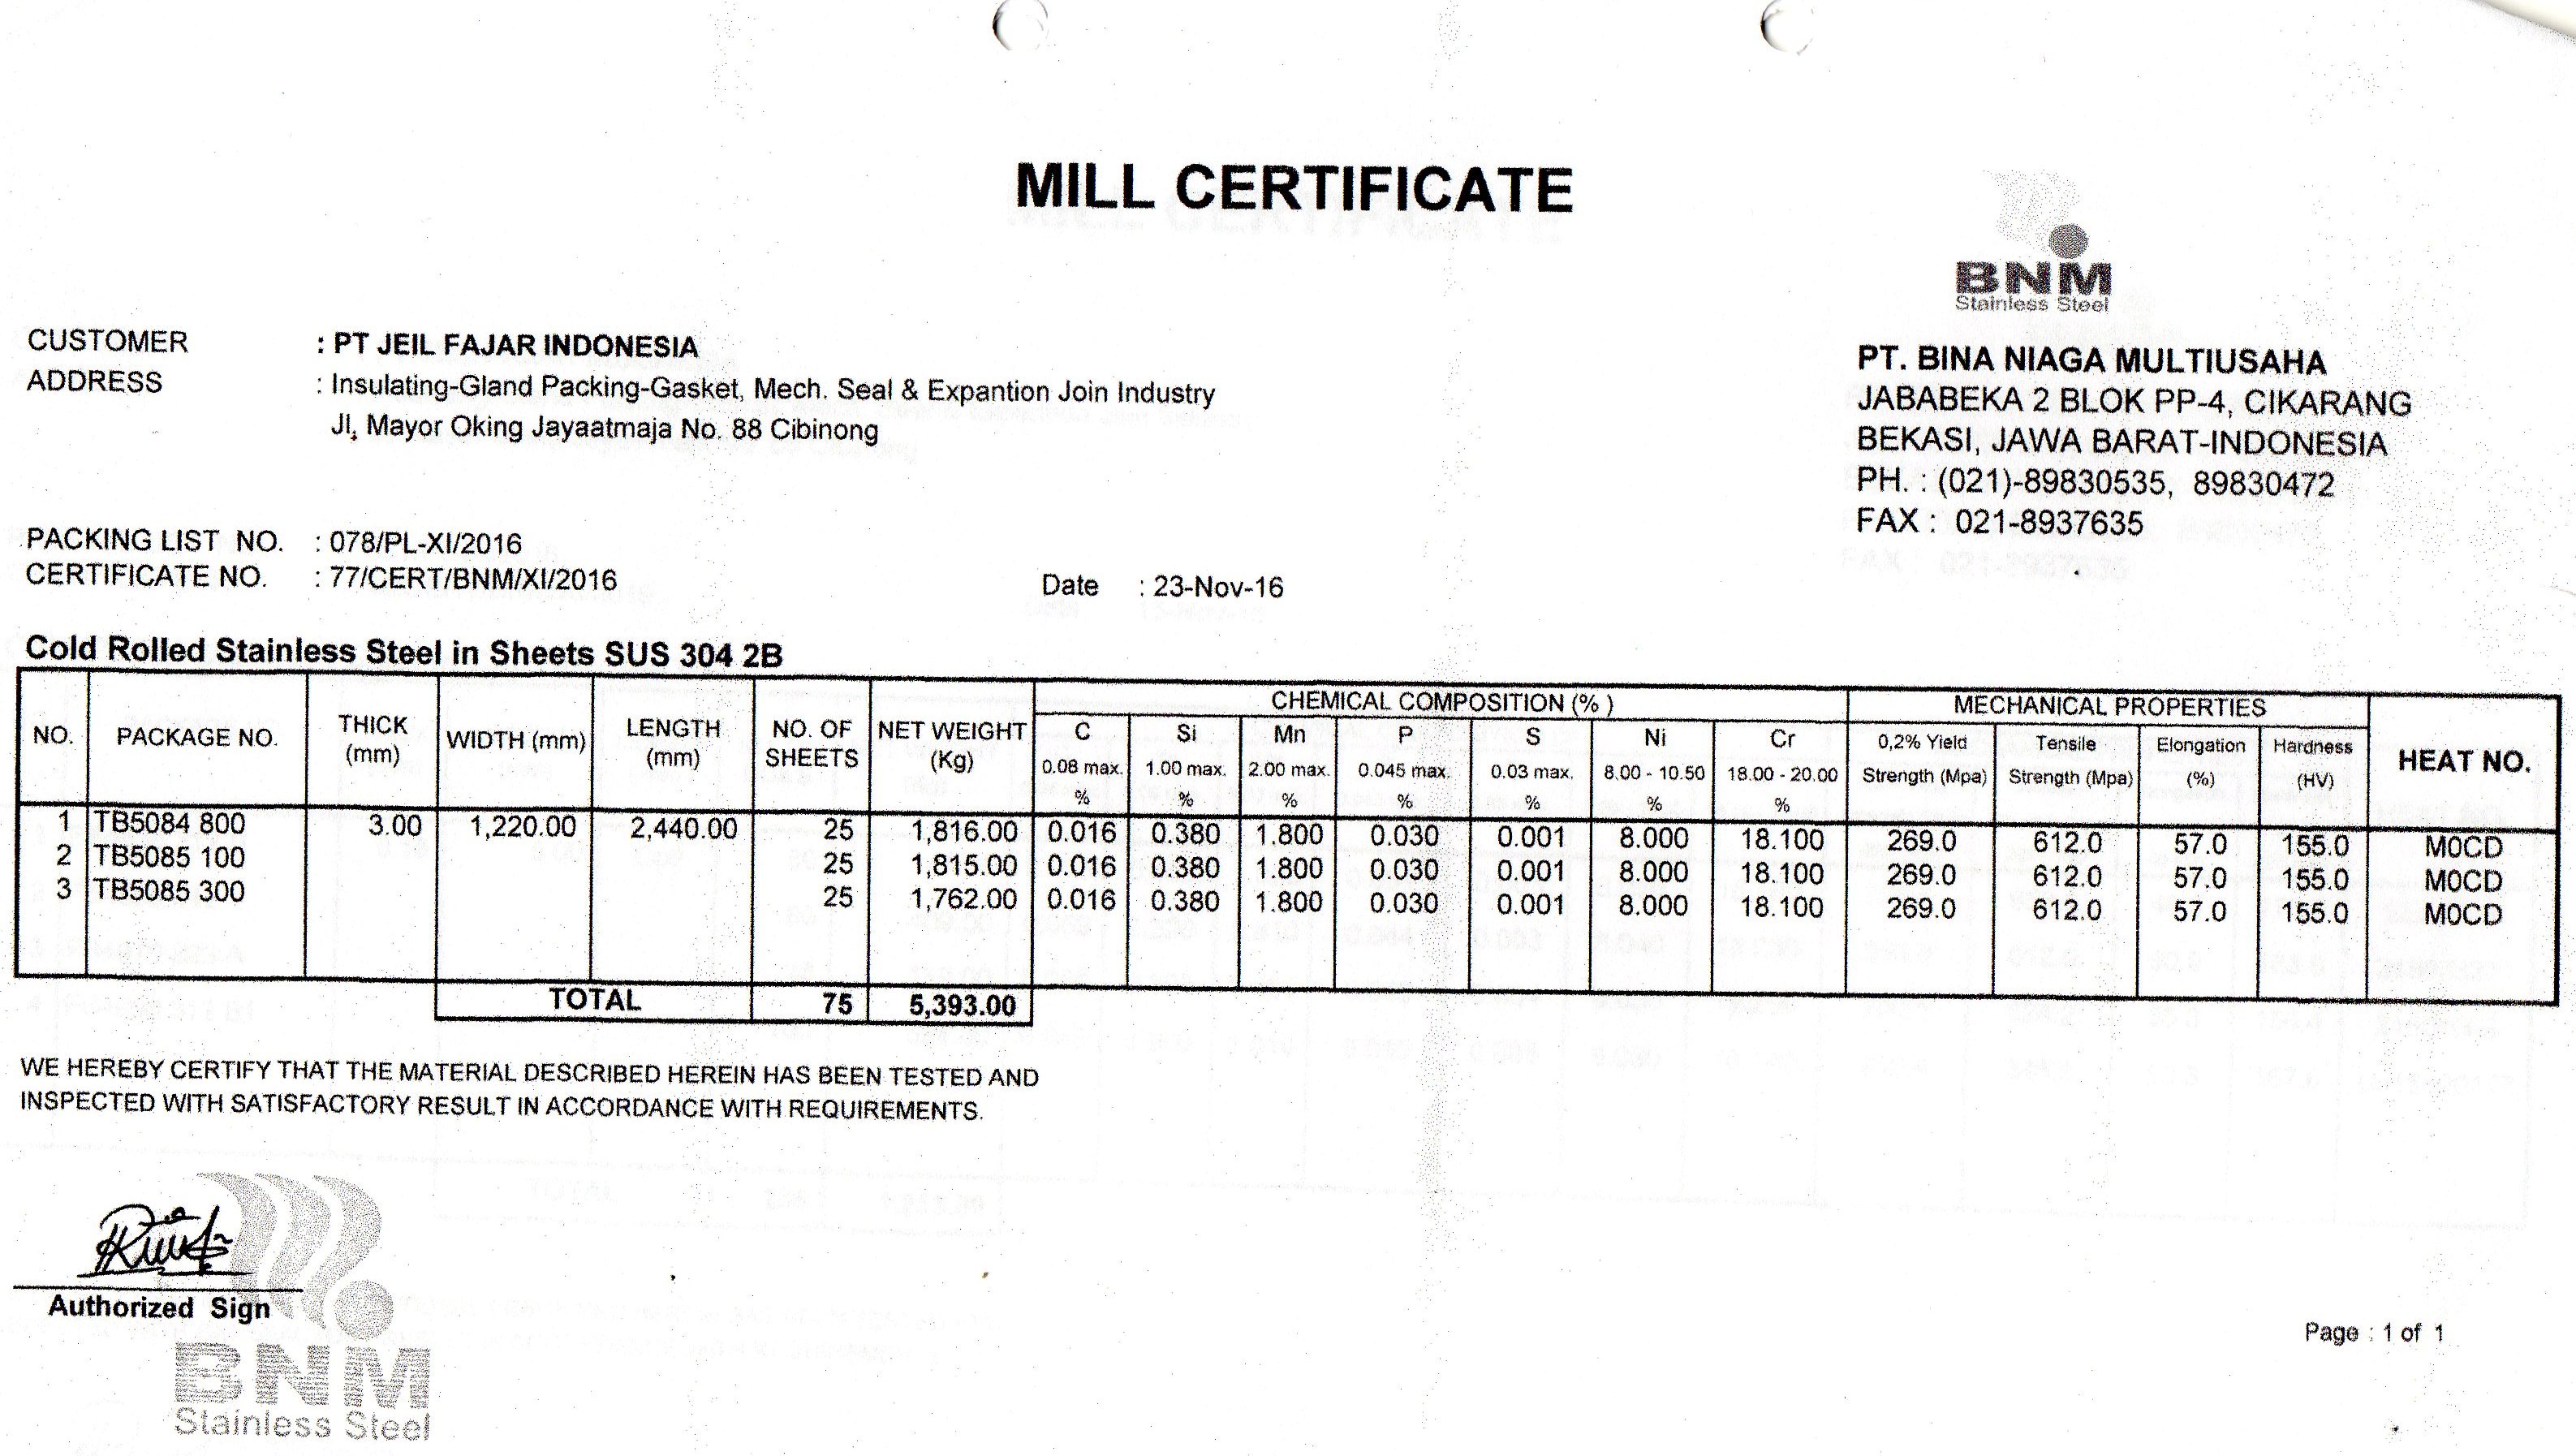 MILL CERTIFICATE
BNM
Stainless Steel
CUSTOMER : PT JEIL FAJAR INDONESIA
ADDRESS : Insulating-Gland Packing-Gasket, Mech. Seal & Expantion Join Industry
Jl, Mayor Oking Jayaatmaja No. 88 Cibinong
PT. BINA NIAGA MULTIUSAHA
JABABEKA 2 BLOK PP-4, CIKARANG
BEKASI, JAWA BARAT-INDONESIA
PH. : (021)-89830535, 89830472
FAX : 021-8937635
PACKING LIST NO. : 078/PL-XI/2016
CERTIFICATE NO. : 77/CERT/BNM/XI/2016
Date : 23-Nov-16
Cold Rolled Stainless Steel in Sheets SUS 304 2B
NO. PACKAGE NO. THICK (mm) WIDTH (mm) LENGTH (mm) NO. OF SHEETS NET WEIGHT (Kg) CHEMICAL COMPOSITION (%) MECHANICAL PROPERTIES HEAT NO.
C Si Mn P S Ni Cr 0,2% Yield Strength (Mpa) Tensile Strength (Mpa) Elongation (%) Hardness (HV)
0.08 max. 1.00 max. 2.00 max. 0.045 max. 0.03 max. 8.00 - 10.50 18.00 - 20.00
% % % % % % %
1 TB5084 800 3.00 1,220.00 2,440.00 25 1,816.00 0.016 0.380 1.800 0.030 0.001 8.000 18.100 269.0 612.0 57.0 155.0 M0CD
2 TB5085 100 25 1,815.00 0.016 0.380 1.800 0.030 0.001 8.000 18.100 269.0 612.0 57.0 155.0 M0CD
3 TB5085 300 25 1,762.00 0.016 0.380 1.800 0.030 0.001 8.000 18.100 269.0 612.0 57.0 155.0 M0CD
TOTAL 75 5,393.00
WE HEREBY CERTIFY THAT THE MATERIAL DESCRIBED HEREIN HAS BEEN TESTED AND
INSPECTED WITH SATISFACTORY RESULT IN ACCORDANCE WITH REQUIREMENTS.
Authorized Sign
BNM
Stainless Steel
Page : 1 of 1